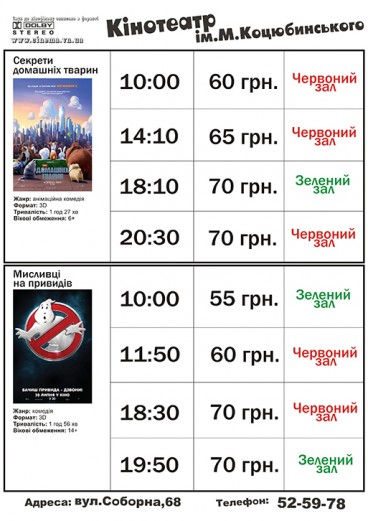 DOLBY
STEREO
www.cinema.vn.ua
Кінотеатр
ім.М.Коцюбинського
Секрети
домашніх тварин
10:00 60 грн. Червоний зал
14:10 65 грн. Червоний зал
18:10 70 грн. Зелений зал
20:30 70 грн. Червоний зал
Жанр: анімаційна комедія
Формат: 3D
Тривалість: 1 год 27 хв
Вікові обмеження: 6+
Мисливці
на привидів
10:00 55 грн. Зелений зал
11:50 60 грн. Червоний зал
18:30 70 грн. Червоний зал
19:50 70 грн. Зелений зал
БАЧИШ ПРИВИДА - ДЗВОНИ!
28 ЛИПНЯ У КІНО
Жанр: комедія
Формат: 3D
Тривалість: 1 год 56 хв
Вікові обмеження: 14+
Адреса: вул.Соборна,68 Телефон: 52-59-78